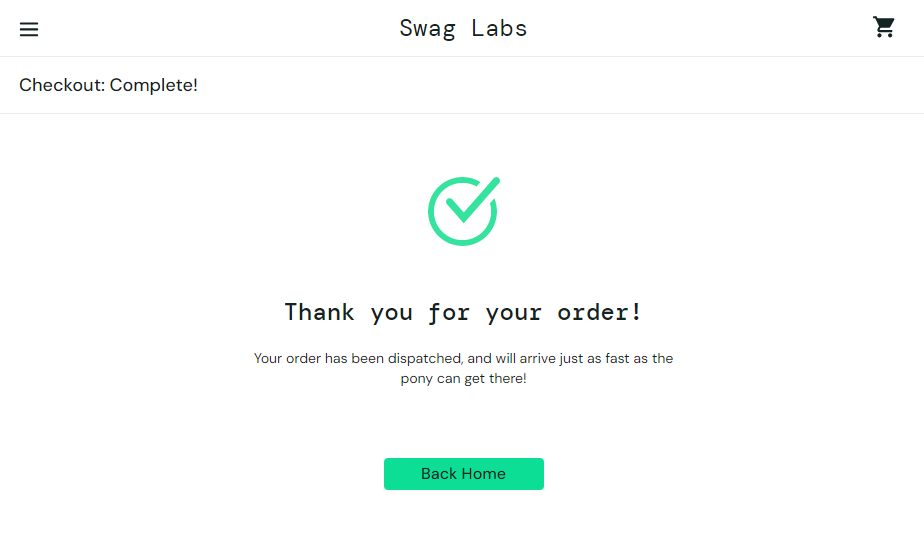 Swag Labs
Checkout: Complete!
Thank you for your order!
Your order has been dispatched, and will arrive just as fast as the
pony can get there!
Back Home